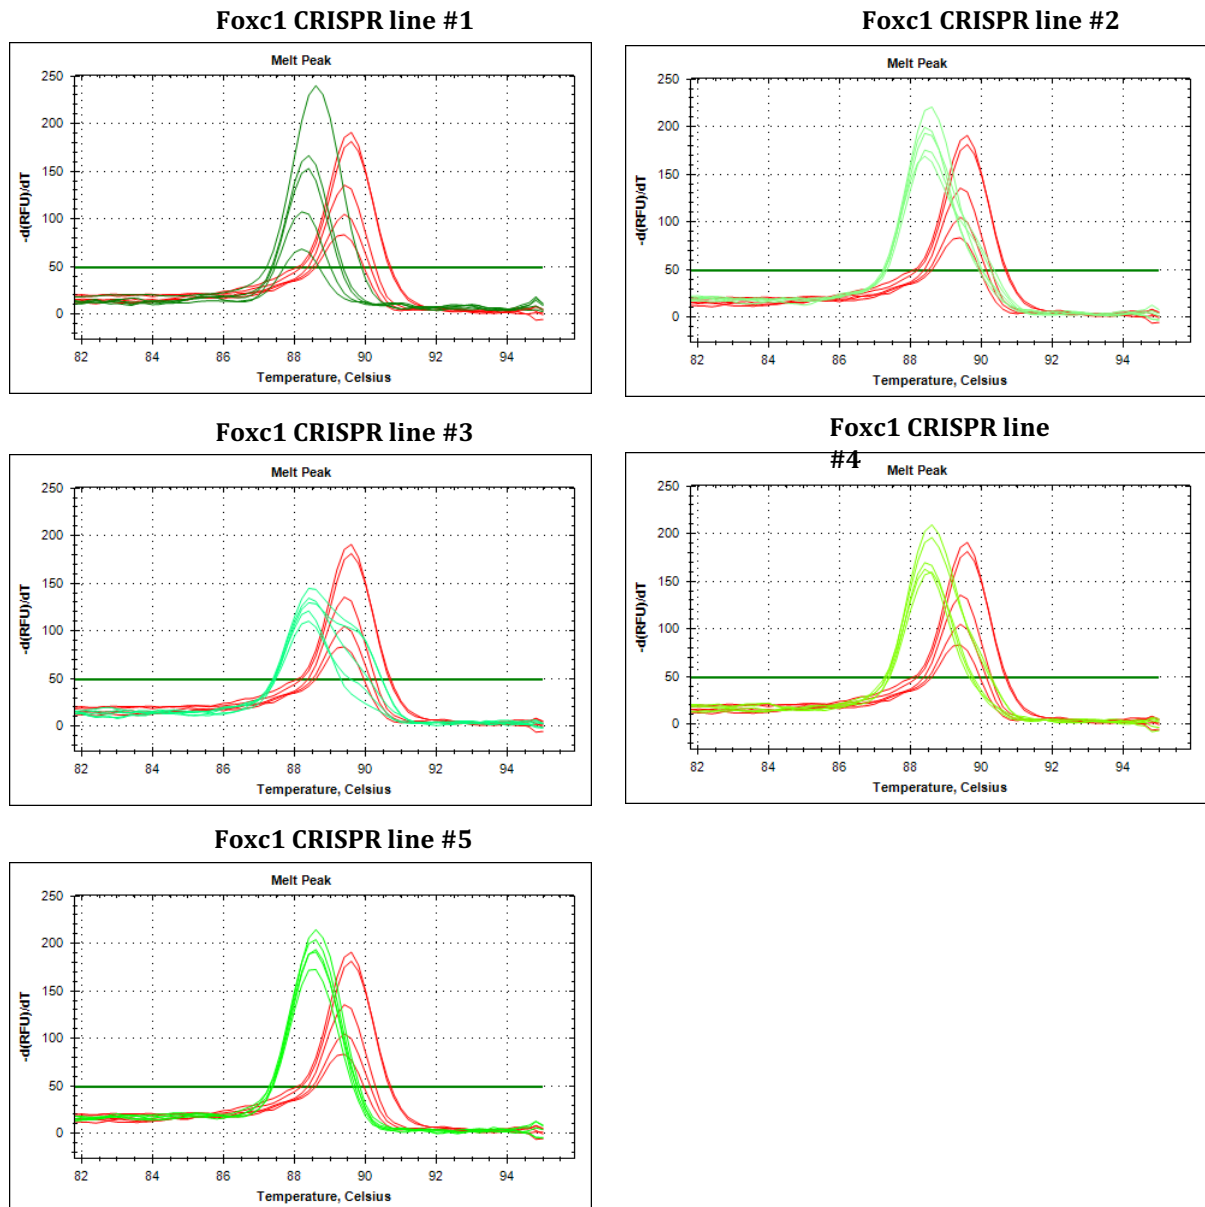 Foxc1 CRISPR line #1
Melt Peak
250
200
150
100
50
0
-d(RFU)/dT
82 84 86 88 90 92 94
Temperature, Celsius
Foxc1 CRISPR line #2
Melt Peak
250
200
150
100
50
0
-d(RFU)/dT
82 84 86 88 90 92 94
Temperature, Celsius
Foxc1 CRISPR line #3
Melt Peak
250
200
150
100
50
0
-d(RFU)/dT
82 84 86 88 90 92 94
Temperature, Celsius
Foxc1 CRISPR line
#4
Melt Peak
250
200
150
100
50
0
-d(RFU)/dT
82 84 86 88 90 92 94
Temperature, Celsius
Foxc1 CRISPR line #5
Melt Peak
250
200
150
100
50
0
-d(RFU)/dT
82 84 86 88 90 92 94
Temperature, Celsius